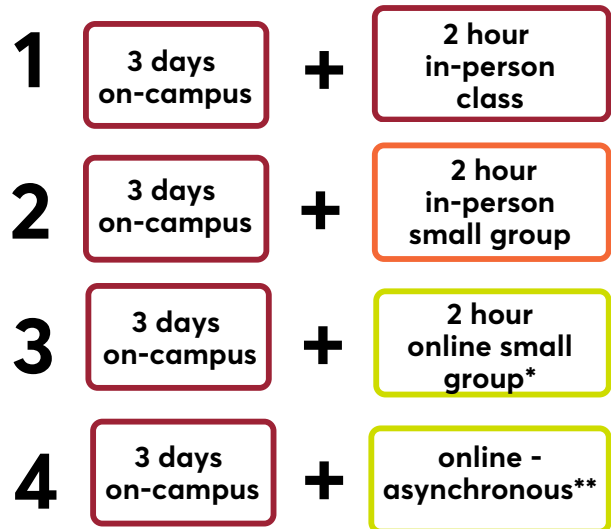 1
3 days
on-campus
+
2 hour
in-person
class
2
3 days
on-campus
+
2 hour
in-person
small group
3
3 days
on-campus
+
2 hour
online small
group*
4
3 days
on-campus
+
online -
asynchronous**